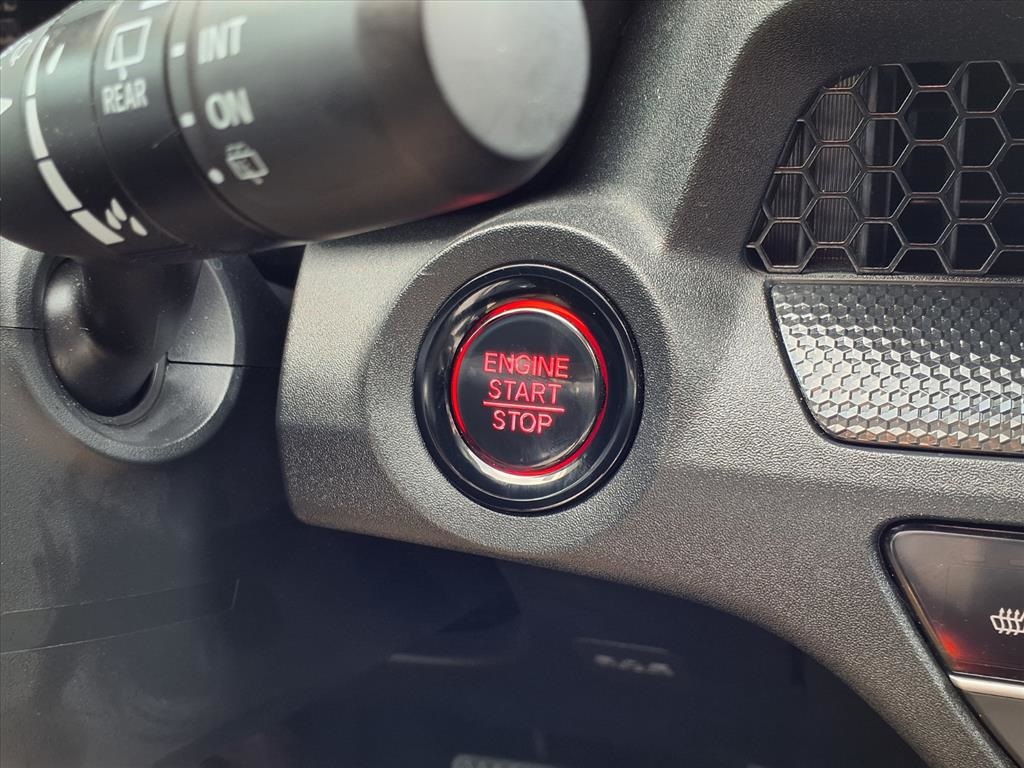 INT
REAR
ON
ENGINE
START
STOP